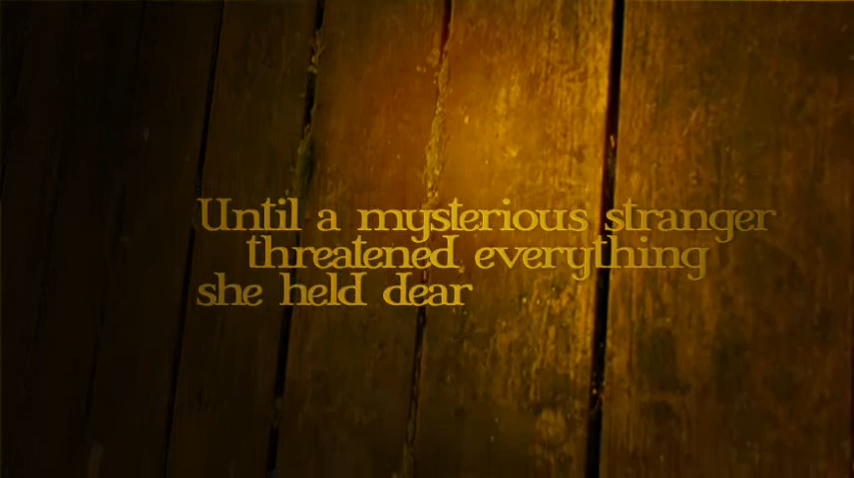 Until a mysterious stranger
threatened everything
she held dear